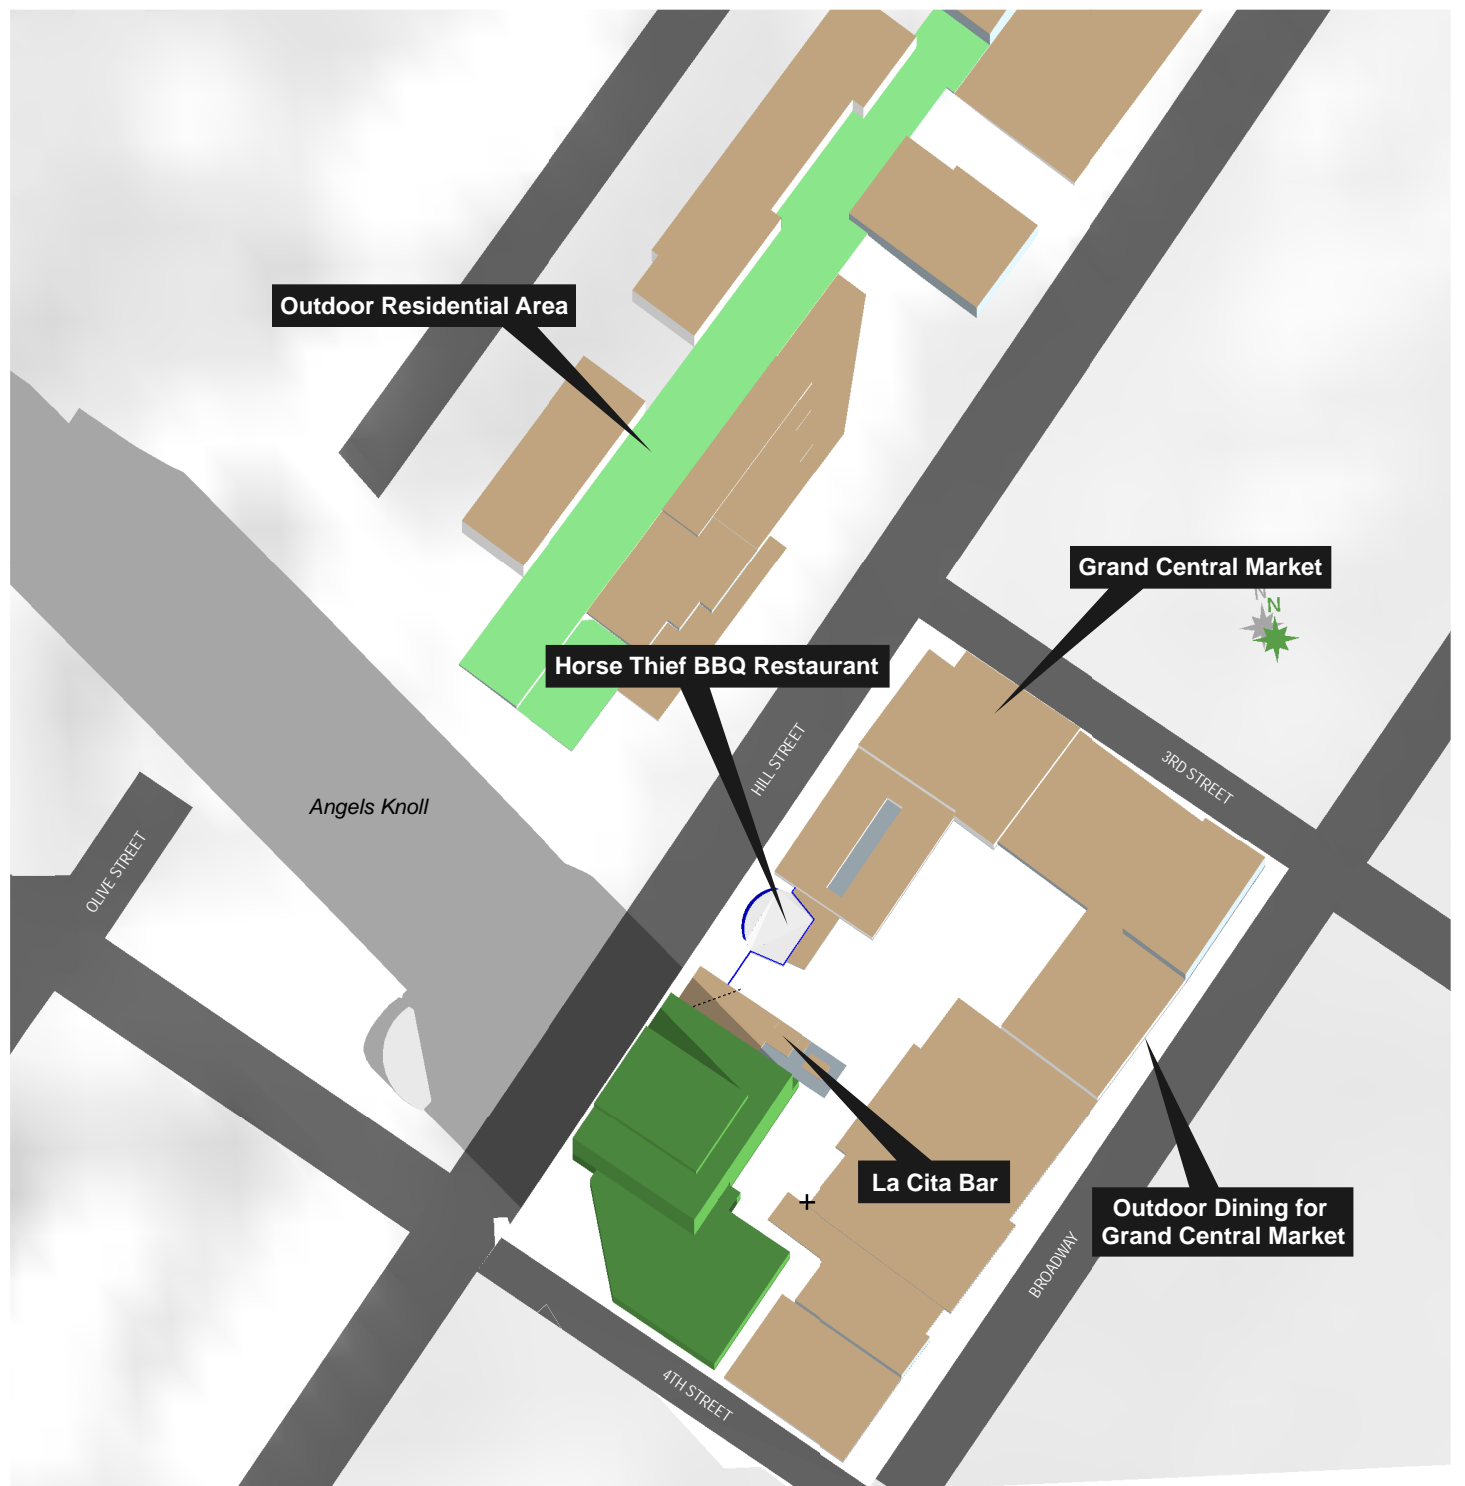 Outdoor Residential Area
Grand Central Market
N
N
Horse Thief BBQ Restaurant
HILL STREET
3RD STREET
Angels Knoll
OLIVE STREET
La Cita Bar
Outdoor Dining for
Grand Central Market
BROADWAY
4TH STREET